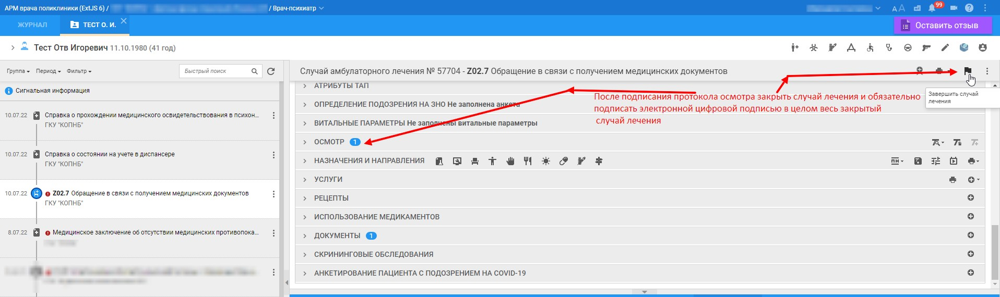 АРМ врача поликлиники (ExtJS 6) /
/ Врач-психиатр
AA
99
ЖУРНАЛ
ТЕСТ О. И.
Оставить отзыв
Тест Отв Игоревич 11.10.1980 (41 год)
Группа
Период
Фильтр
Быстрый поиск
Сигнальная информация
10.07.22 Справка о прохождении медицинского освидетельствования в психон...
ГКУ "КОПНБ"
10.07.22 Справка о состоянии на учете в диспансере
ГКУ "КОПНБ"
10.07.22 Z02.7 Обращение в связи с получением медицинских документов
ГКУ "КОПНБ"
8.07.22 Медицинское заключение об отсутствии медицинских противопока...
Случай амбулаторного лечения № 57704 - Z02.7 Обращение в связи с получением медицинских документов
Завершить случай
лечения
АТРИБУТЫ ТАП
После подписания протокола осмотра закрыть случай лечения и обязательно
подписать электронной цифровой подписью в целом весь закрытый
случай лечения
ОПРЕДЕЛЕНИЕ ПОДОЗРЕНИЯ НА ЗНО Не заполнена анкета
ВИТАЛЬНЫЕ ПАРАМЕТРЫ Не заполнены витальные параметры
ОСМОТР 1
НАЗНАЧЕНИЯ И НАПРАВЛЕНИЯ
ПН
УСЛУГИ
РЕЦЕПТЫ
ИСПОЛЬЗОВАНИЕ МЕДИКАМЕНТОВ
ДОКУМЕНТЫ 1
СКРИНИНГОВЫЕ ОБСЛЕДОВАНИЯ
АНКЕТИРОВАНИЕ ПАЦИЕНТА С ПОДОЗРЕНИЕМ НА COVID-19